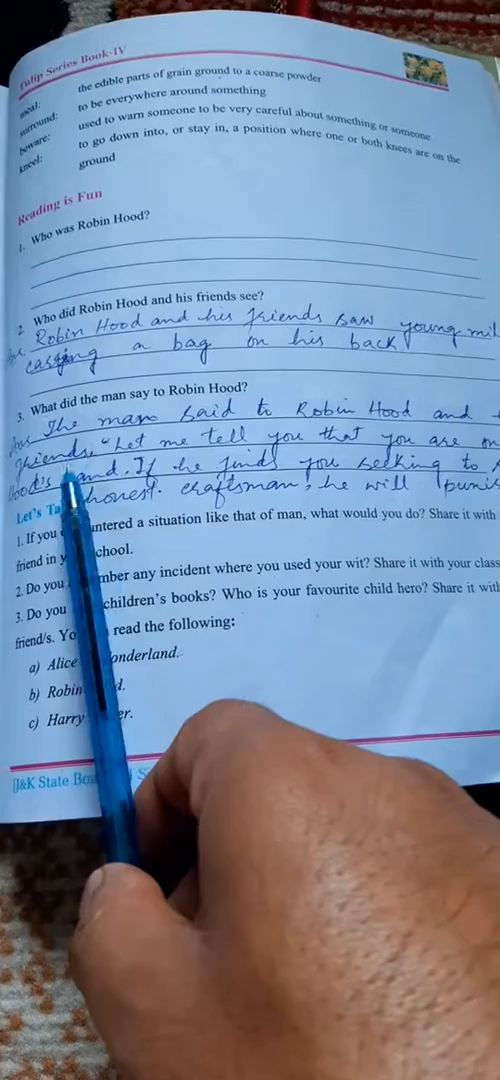 Tulip Series Book-IV
meal: the edible parts of grain ground to a coarse powder
surround: to be everywhere around something
beware: used to warn someone to be very careful about something or someone
kneel: to go down into, or stay in, a position where one or both knees are on the
ground
Reading is Fun
1. Who was Robin Hood?
2. Who did Robin Hood and his friends see?
Ans. Robin Hood and his friends saw young
carrying a bag on his back
3. What did the man say to Robin Hood?
Ans The man said to Robin Hood and
friends. "Let me tell you that you are on
Hood's land. If he finds you seeking to
honest craftsman, he will
Let's
1. If you encountered a situation like that of man, what would you do? Share it with
friend in school.
2. Do you any incident where you used your wit? Share it with your class
3. Do you children's books? Who is your favourite child hero? Share it with
friend/s. read the following:
a) Alice Wonderland.
b) Robin
c) Harry
J&K State